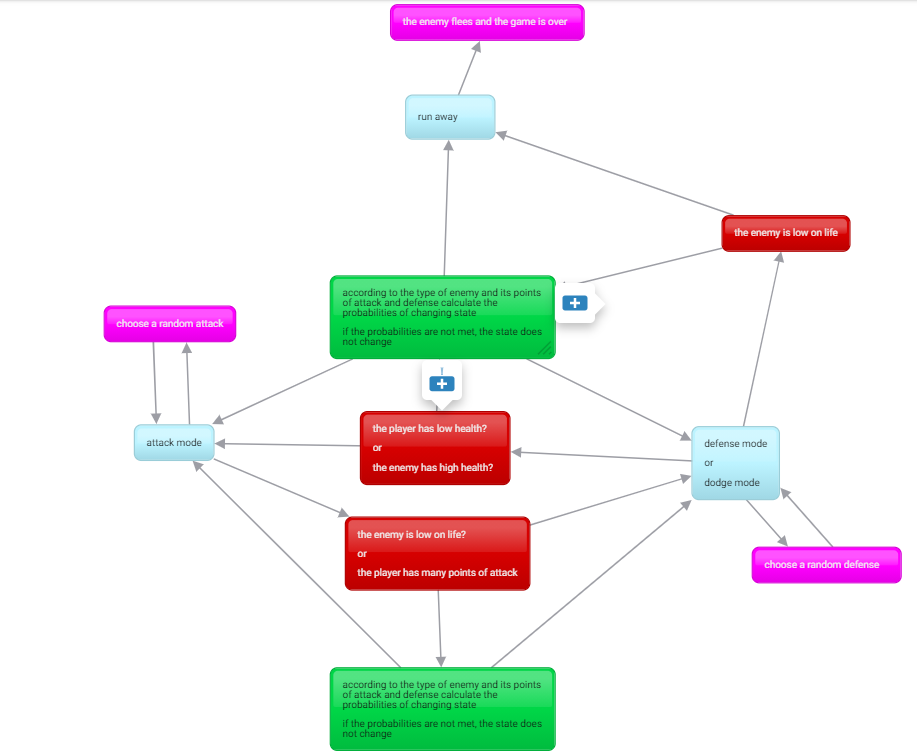 the enemy flees and the game is over
run away
the enemy is low on life
according to the type of enemy and its points
of attack and defense calculate the
probabilities of changing state
if the probabilities are not met, the state does
not change
choose a random attack
the player has low health?
or
the enemy has high health?
attack mode
defense mode
or
dodge mode
the enemy is low on life?
or
the player has many points of attack
choose a random defense
according to the type of enemy and its points
of attack and defense calculate the
probabilities of changing state
if the probabilities are not met, the state does
not change